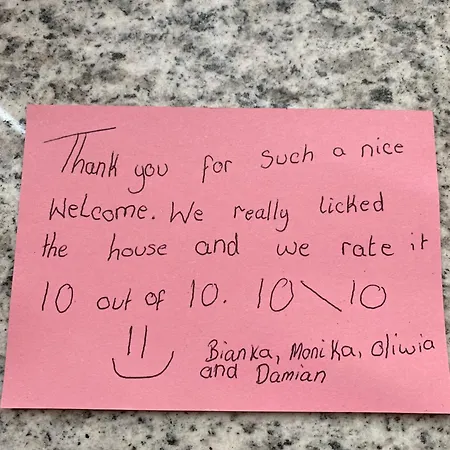 Thank you for such a nice
Welcome. We really licked
the house and we rate it
10 out of 10. 10\10
Bianka, Monika, Oliwia
and Damian